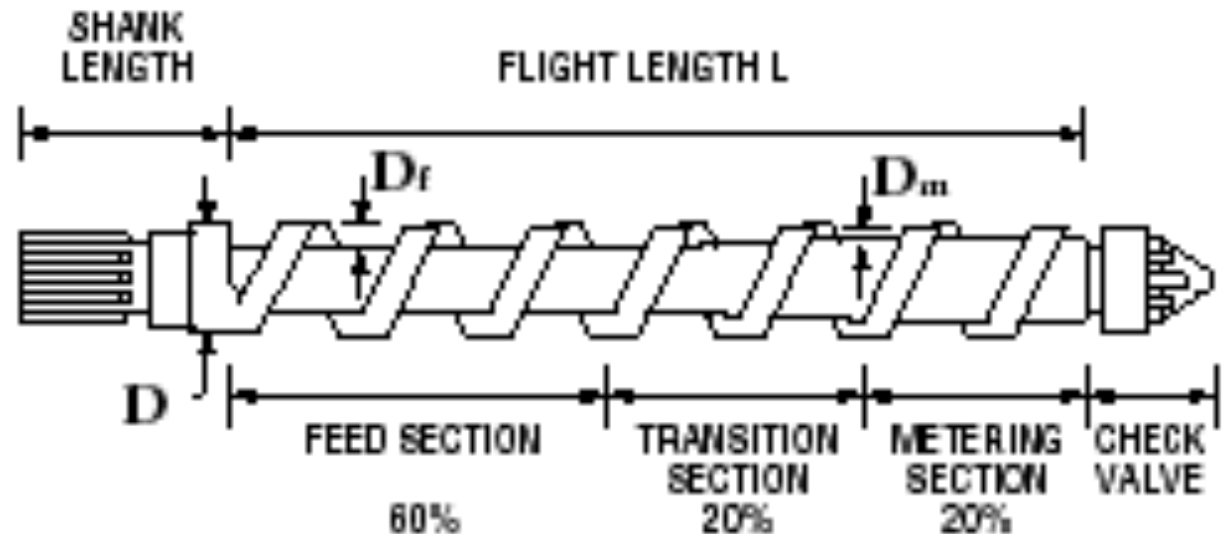 SHANK
LENGTH
FLIGHT LENGTH L
Df
Dm
D
FEED SECTION
60%
TRANSITION
SECTION
20%
METERING
SECTION
20%
CHECK
VALVE